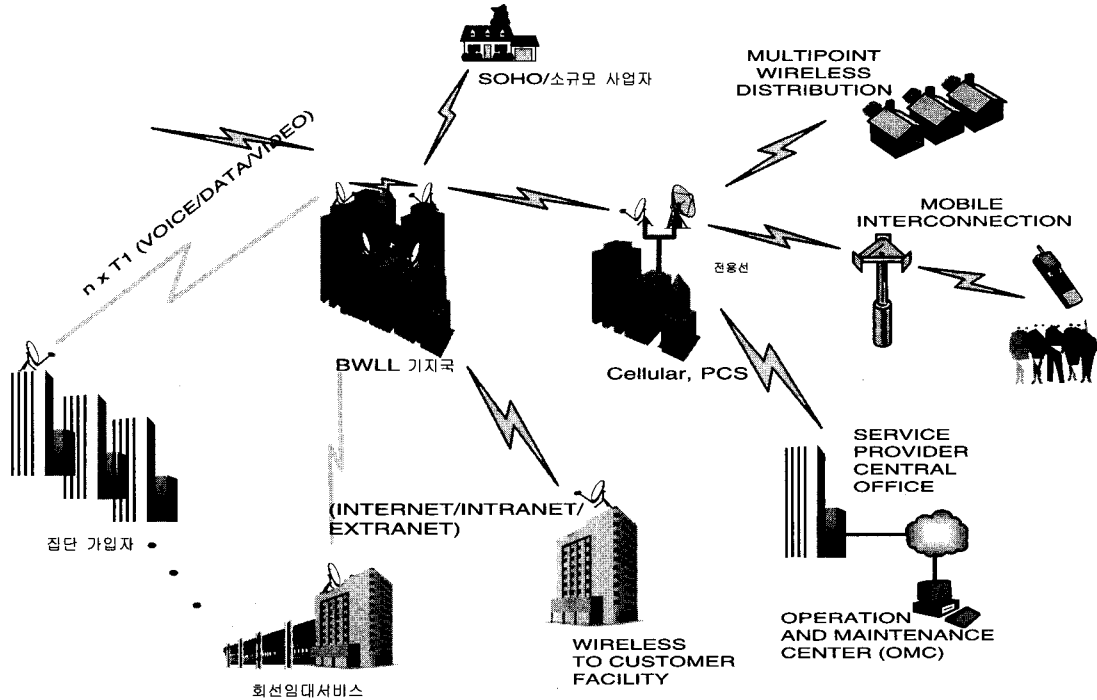 SOHO/소규모 사업자
MULTIPOINT
WIRELESS
DISTRIBUTION
n x T1 (VOICE/DATA/VIDEO)
MOBILE
INTERCONNECTION
전용선
BWLL 기지국
Cellular, PCS
SERVICE
PROVIDER
CENTRAL
OFFICE
(INTERNET/INTRANET/
EXTRANET)
집단 가입자
OPERATION
AND MAINTENANCE
CENTER (OMC)
WIRELESS
TO CUSTOMER
FACILITY
회선임대서비스